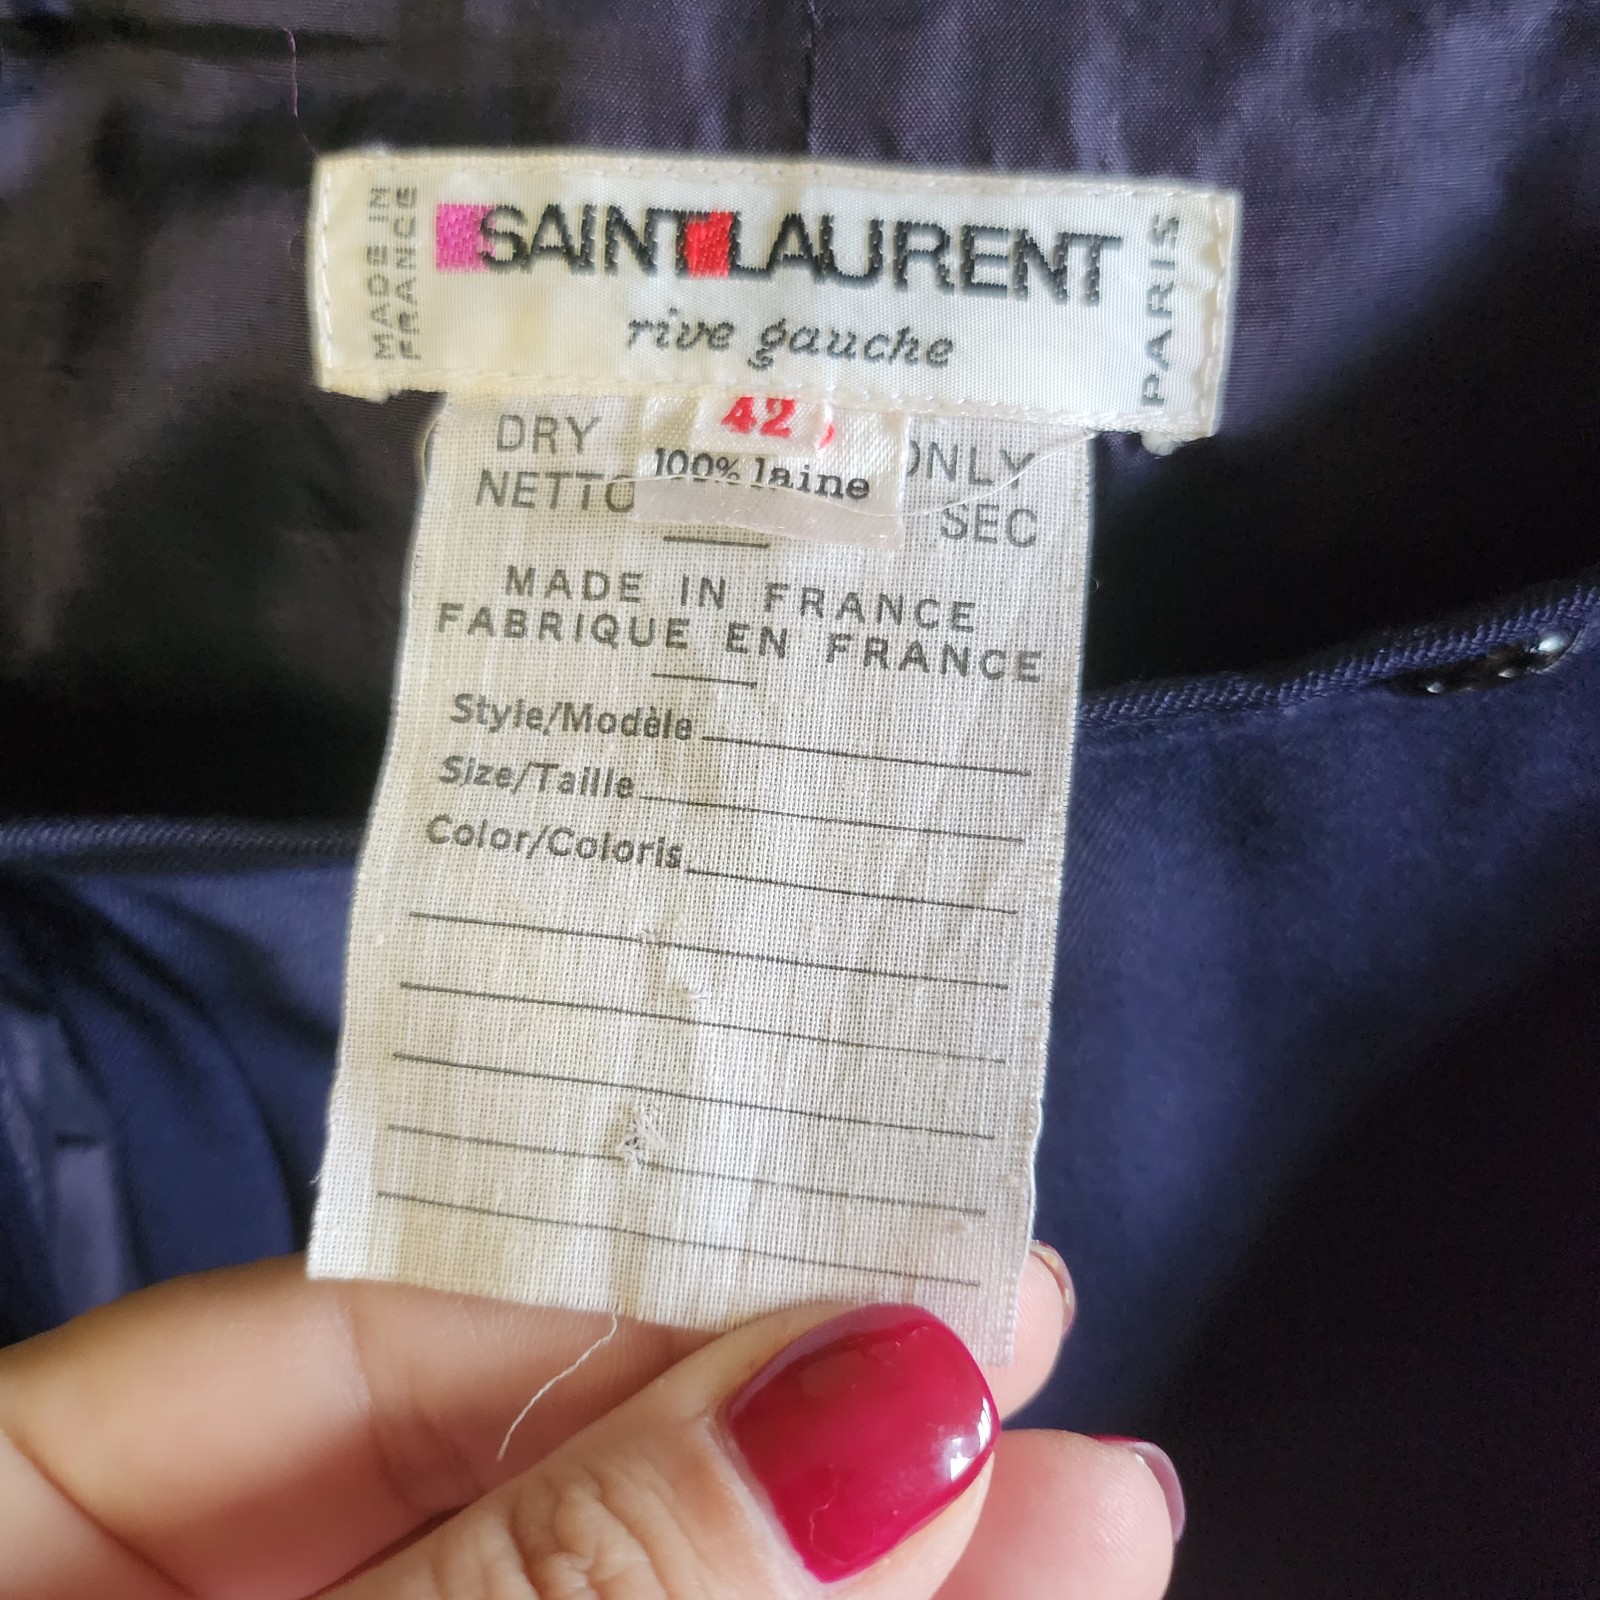 MADE IN
FRANCE
SAINT LAURENT
rive gauche
PARIS
42
100% laine
DRY ONLY
NETTO SEC
MADE IN FRANCE
FABRIQUE EN FRANCE
Style/Modèle
Size/Taille
Color/Coloris